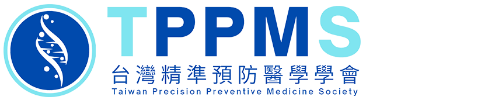 TPPMS
台灣精準預防醫學學會
Taiwan Precision Preventive Medicine Society